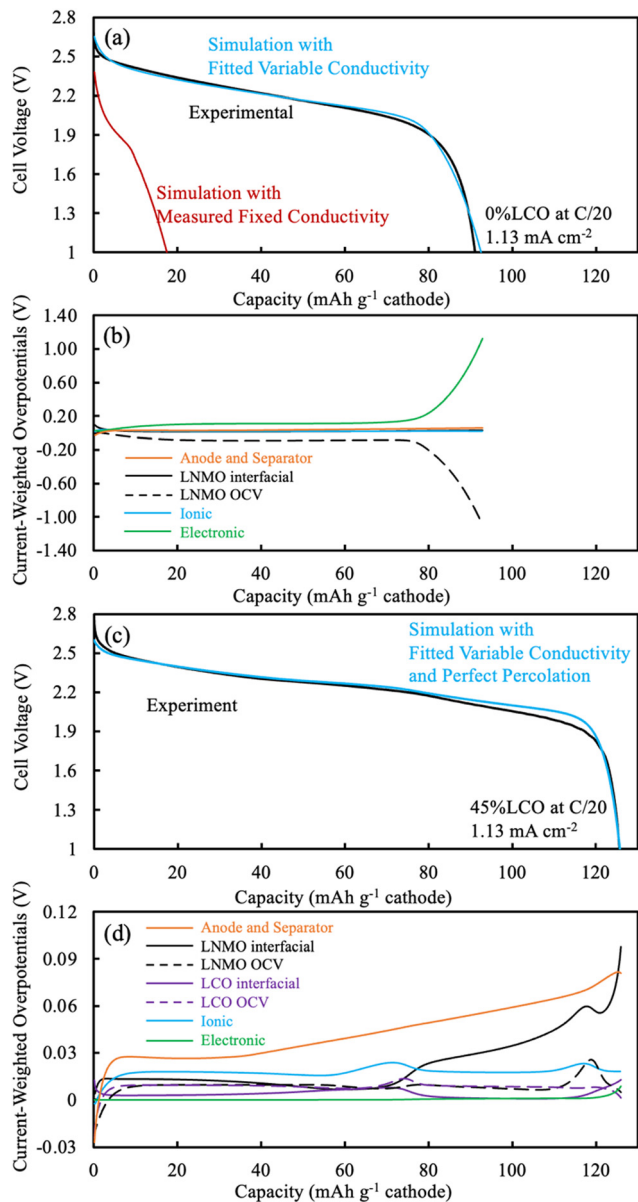 (a)
2.8
2.5
2.2
1.9
1.6
1.3
1
Cell Voltage (V)
Simulation with
Fitted Variable Conductivity
Experimental
Simulation with
Measured Fixed Conductivity
0%LCO at C/20
1.13 mA cm-2
0 20 40 60 80 100 120
Capacity (mAh g-1 cathode)
(b)
1.40
1.00
0.60
0.20
-0.20
-0.60
-1.00
-1.40
Current-Weighted Overpotentials (V)
Anode and Separator
LNMO interfacial
LNMO OCV
Ionic
Electronic
0 20 40 60 80 100 120
Capacity (mAh g-1 cathode)
(c)
2.8
2.5
2.2
1.9
1.6
1.3
1
Cell Voltage (V)
Simulation with
Fitted Variable Conductivity
and Perfect Percolation
Experiment
45%LCO at C/20
1.13 mA cm-2
0 20 40 60 80 100 120
Capacity (mAh g-1 cathode)
(d)
0.12
0.09
0.06
0.03
0
-0.03
Current-Weighted Overpotentials (V)
Anode and Separator
LNMO interfacial
LNMO OCV
LCO interfacial
LCO OCV
Ionic
Electronic
0 20 40 60 80 100 120
Capacity (mAh g-1 cathode)